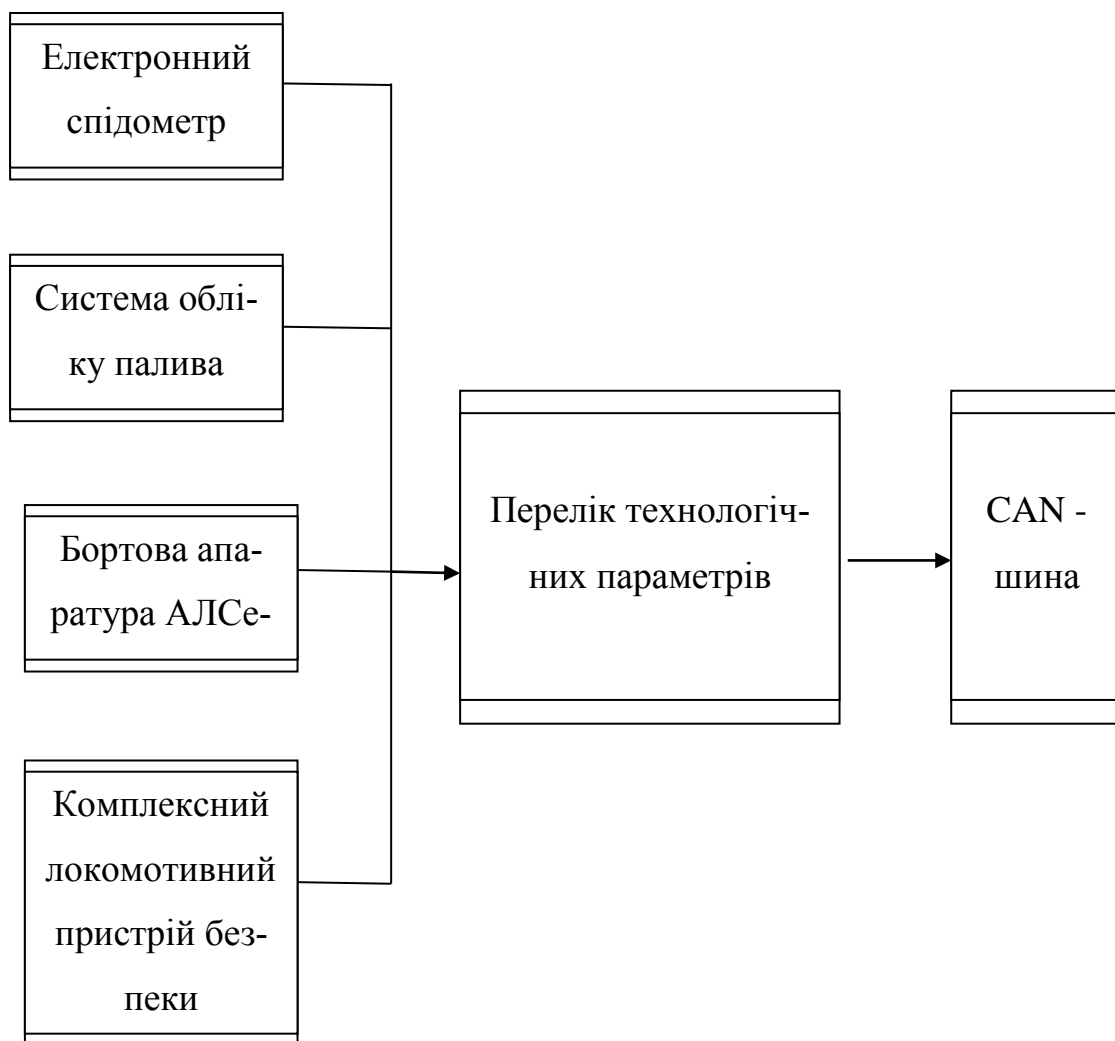 Електронний
спідометр
Система облі-
ку палива
Бортова апа-
ратура АЛСе-
Комплексний
локомотивний
пристрій без-
пеки
Перелік технологіч-
них параметрів
CAN -
шина